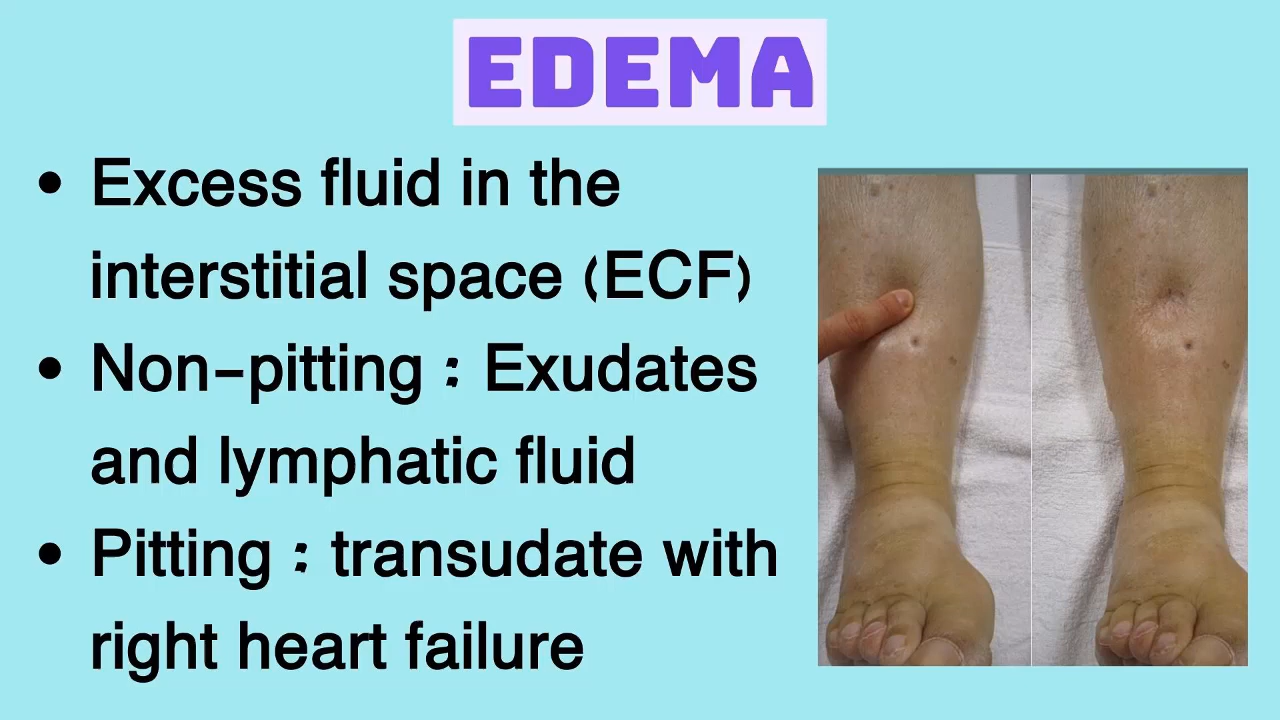 EDEMA
• Excess fluid in the
interstitial space (ECF)
• Non-pitting : Exudates
and lymphatic fluid
• Pitting : transudate with
right heart failure